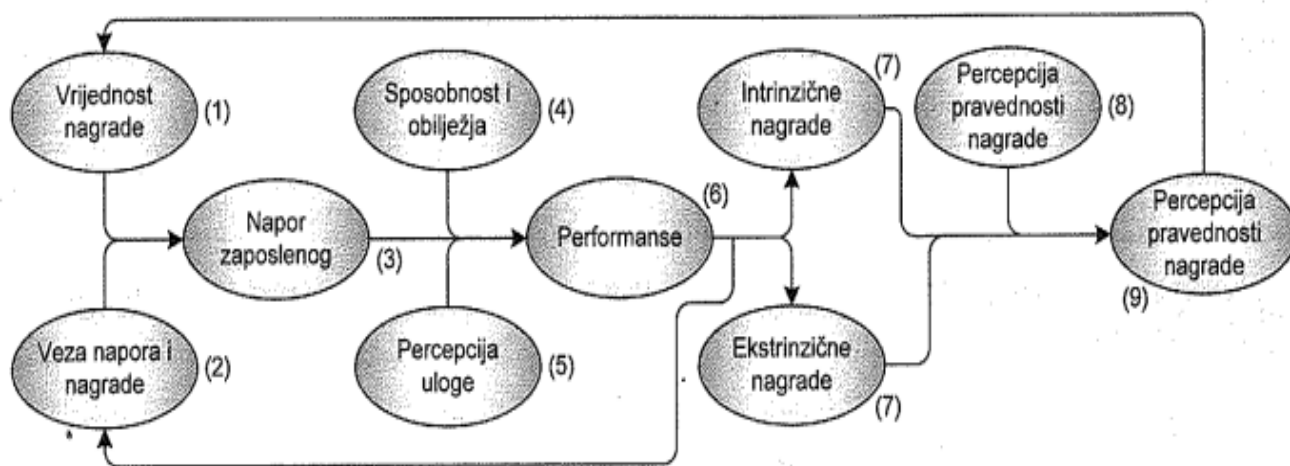 Vrijednost
nagrade
(1)
Sposobnost i
obilježja
(4)
Intrinzične
nagrade
(7)
Percepcija
pravednosti
nagrade
(8)
Napor
zaposlenog
(3)
Performanse
(6)
Percepcija
pravednosti
nagrade
(9)
Veza napora i
nagrade
(2)
Percepcija
uloge
(5)
Ekstrinzične
nagrade
(7)